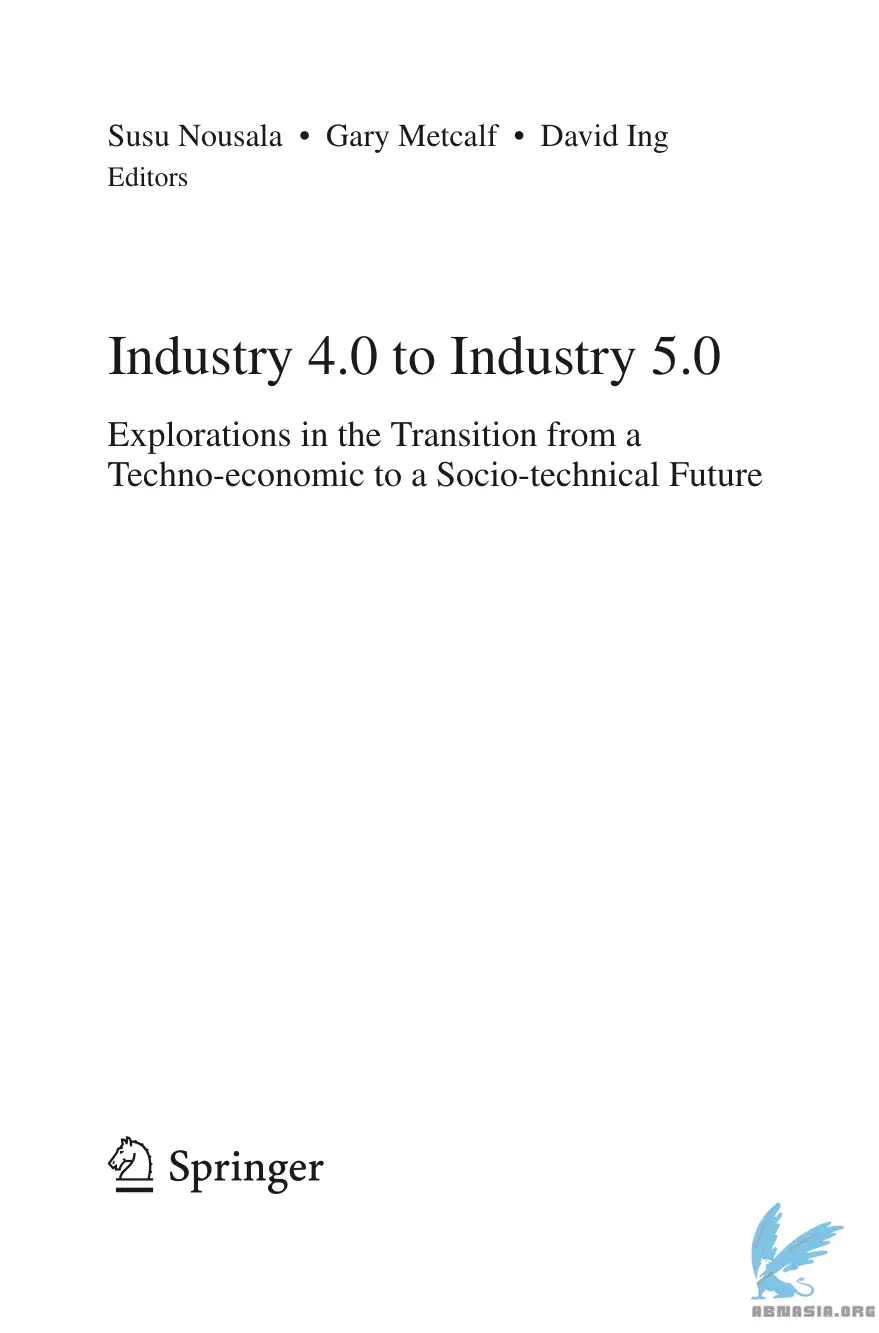 Susu Nousala • Gary Metcalf • David Ing
Editors
Industry 4.0 to Industry 5.0
Explorations in the Transition from a
Techno-economic to a Socio-technical Future
Springer
ABNASIA.ORG